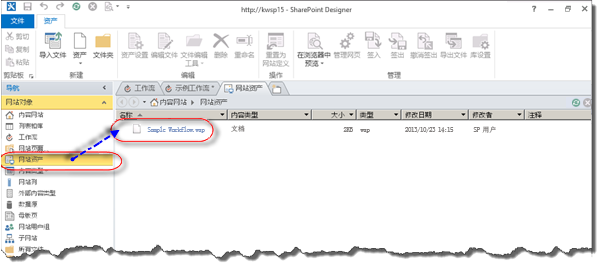 http://kwsp15 - SharePoint Designer
文件 资产
剪切
复制
粘贴
粘贴
剪贴板
导入文件 资产 文件夹
新建
资产设置 编辑文件 文件编辑工具 删除 重命名
编辑
重置为网站定义
操作
在浏览器中预览 管理网页 签入 签出 撤消签出 导出文件 库设置
管理
导航
工作流 示例工作流 * 网站资产
网站对象
内容网站 网站资产
名称 内容类型 大小 类型 修改日期 修改者 注释
Sample Workflow.wsp 文档 2KB wsp 2013/10/23 14:15 SP 用户
内容网站
列表和库
工作流
网站页面
网站资产
内容类型
网站列
外部内容类型
数据源
母版页
网站用户组
子网站
所有文件